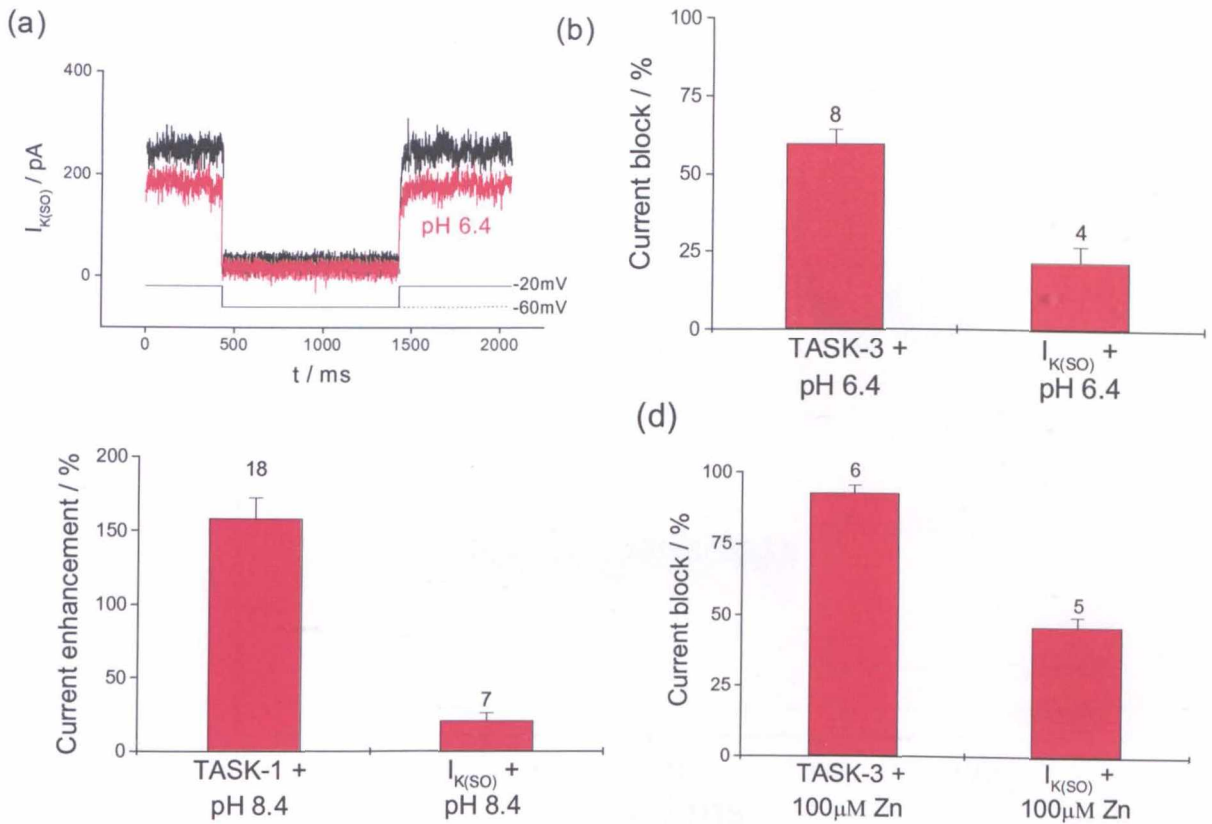 (a)
400
200
0
I_K(SO) / pA
pH 6.4
-20mV
-60mV
0 500 1000 1500 2000
t / ms
(b)
100
75
50
25
0
Current block / %
8
4
TASK-3 +
pH 6.4
I_K(SO) +
pH 6.4
200
150
100
50
0
Current enhancement / %
18
7
TASK-1 +
pH 8.4
I_K(SO) +
pH 8.4
(d)
100
75
50
25
0
Current block / %
6
5
TASK-3 +
100µM Zn
I_K(SO) +
100µM Zn